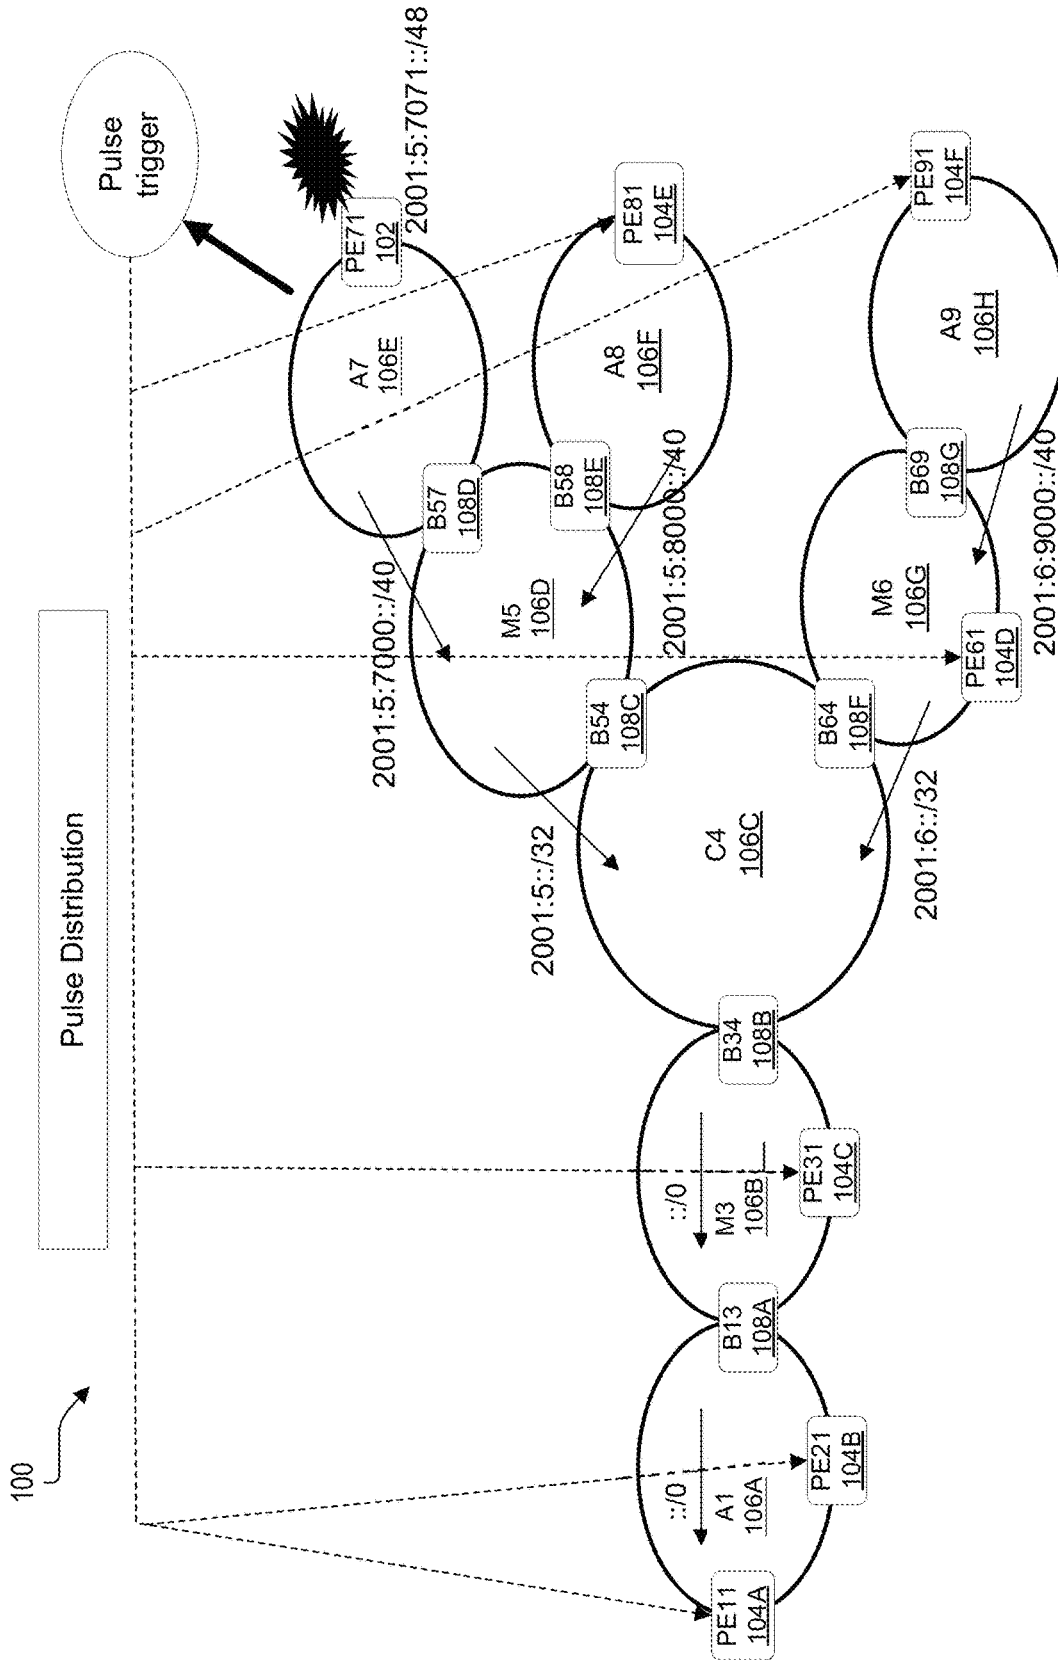 100
Pulse Distribution
Pulse
trigger
PE11
104A
::/0
A1
106A
PE21
104B
B13
108A
::/0
M3
106B
PE31
104C
B34
108B
2001:5::/32
C4
106C
2001:6::/32
B54
108C
B64
108F
2001:5:7000::/40
M5
106D
2001:5:8000::/40
M6
106G
PE61
104D
2001:6:9000::/40
B57
108D
B58
108E
B69
108G
A7
106E
A8
106F
A9
106H
PE71
102
2001:5:7071::/48
PE81
104E
PE91
104F